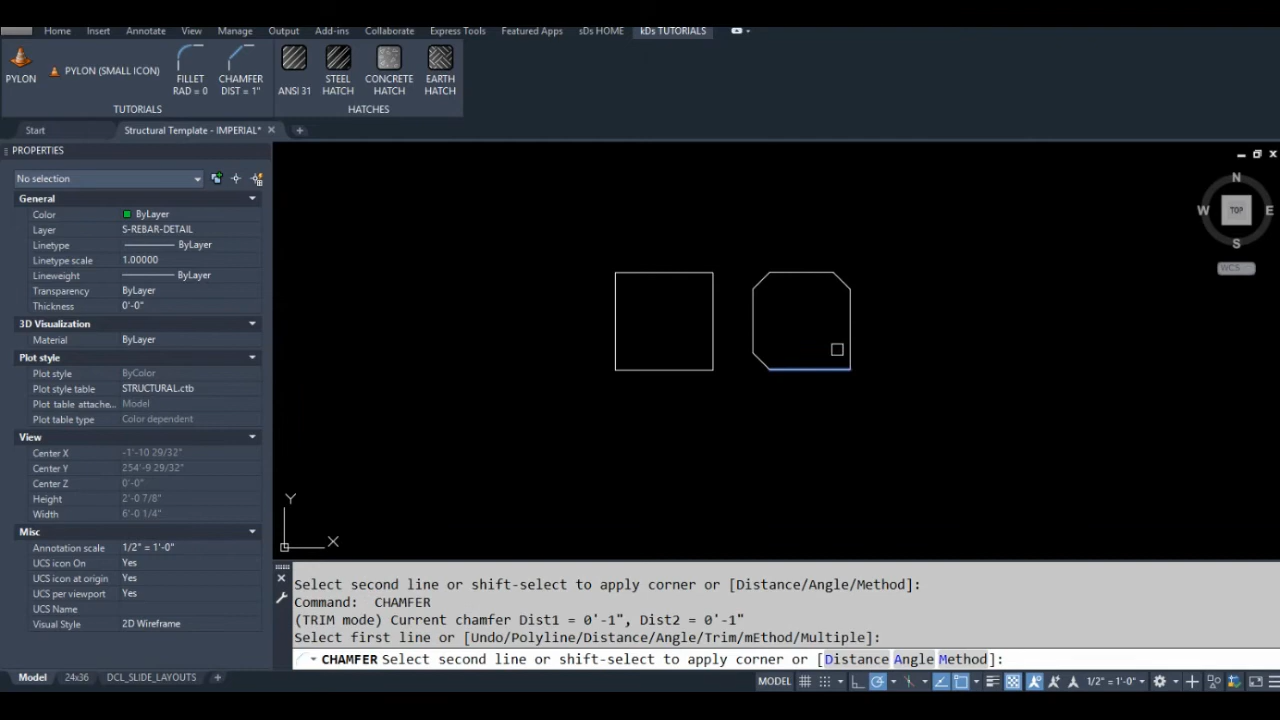 Home Insert Annotate View Manage Output Add-ins Collaborate Express Tools Featured Apps sDs HOME kDs TUTORIALS
PYLON
PYLON (SMALL ICON)
FILLET
RAD = 0
CHAMFER
DIST = 1"
ANSI 31
STEEL
HATCH
CONCRETE
HATCH
EARTH
HATCH
TUTORIALS HATCHES
Start Structural Template - IMPERIAL*
PROPERTIES
No selection
General
Color ByLayer
Layer S-REBAR-DETAIL
Linetype ByLayer
Linetype scale 1.00000
Lineweight ByLayer
Transparency ByLayer
Thickness 0'-0"
3D Visualization
Material ByLayer
Plot style
Plot style ByColor
Plot style table STRUCTURAL.ctb
Plot table attache... Model
Plot table type Color dependent
View
Center X -1'-10 29/32"
Center Y 254'-9 29/32"
Center Z 0'-0"
Height 2'-0 7/8"
Width 6'-0 1/4"
Misc
Annotation scale 1/2" = 1'-0"
UCS icon On Yes
UCS icon at origin Yes
UCS per viewport Yes
UCS Name
Visual Style 2D Wireframe
N
W TOP E
S
WCS
Y
X
Select second line or shift-select to apply corner or [Distance/Angle/Method]:
Command: CHAMFER
(TRIM mode) Current chamfer Dist1 = 0'-1", Dist2 = 0'-1"
Select first line or [Undo/Polyline/Distance/Angle/Trim/mEthod/Multiple]:
CHAMFER Select second line or shift-select to apply corner or [Distance Angle Method]:
Model 24x36 DCL_SLIDE_LAYOUTS +
MODEL 1/2" = 1'-0"